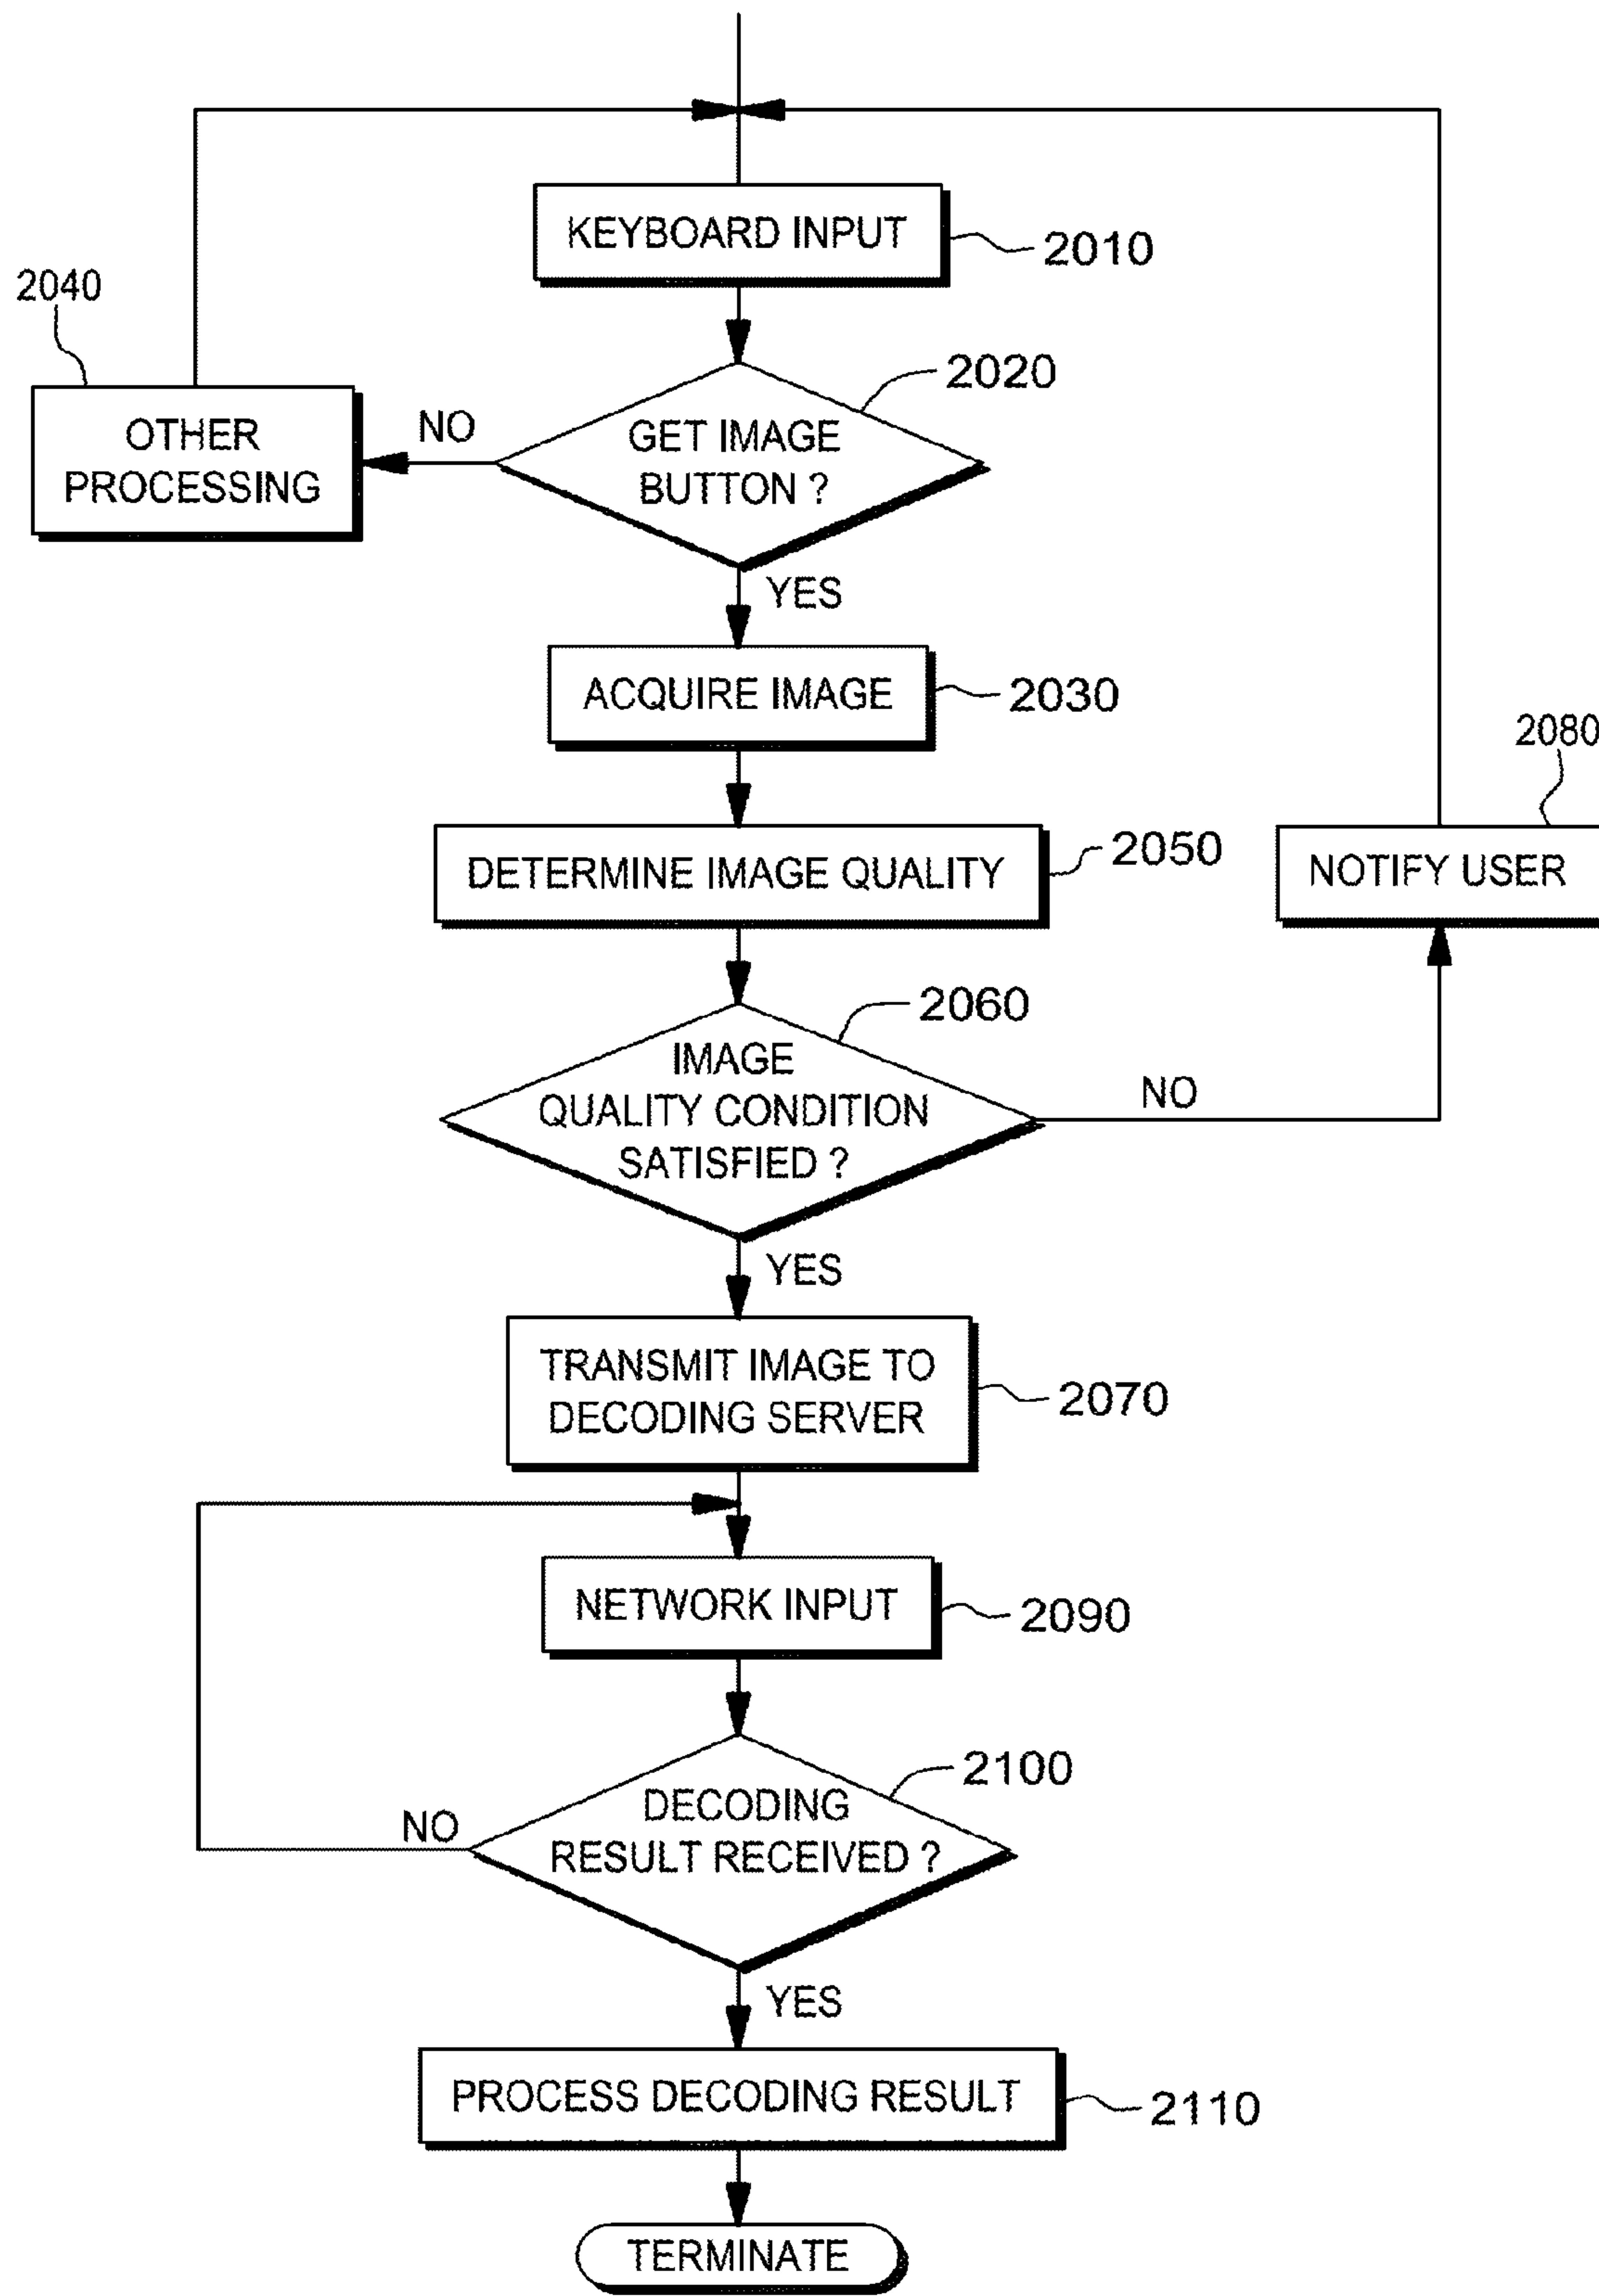 KEYBOARD INPUT
2010
2040
2020
OTHER
PROCESSING
NO
GET IMAGE
BUTTON ?
YES
ACQUIRE IMAGE
2030
2080
DETERMINE IMAGE QUALITY
2050
NOTIFY USER
2060
IMAGE
QUALITY CONDITION
SATISFIED ?
NO
YES
TRANSMIT IMAGE TO
DECODING SERVER
2070
NETWORK INPUT
2090
2100
DECODING
RESULT RECEIVED ?
NO
YES
PROCESS DECODING RESULT
2110
TERMINATE